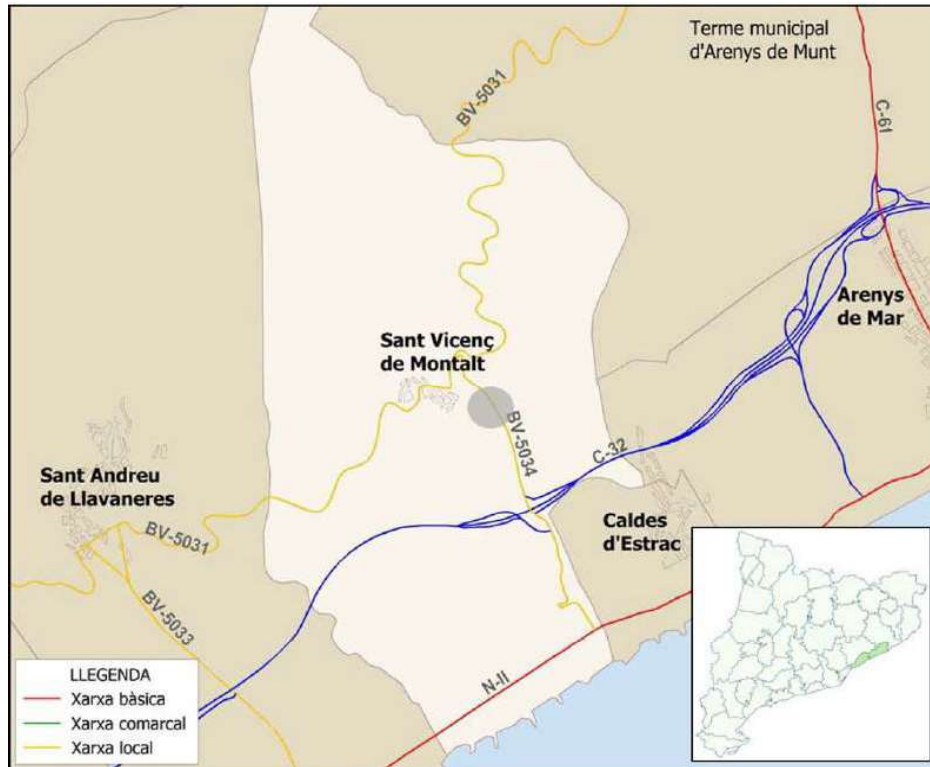 Terme municipal
d'Arenys de Munt
BV-5031
C-61
Arenys
de Mar
Sant Vicenç
de Montalt
BV-5034
C-32
Sant Andreu
de Llavaneres
BV-5031
Caldes
d'Estrac
BV-5033
N-II
LLEGENDA
Xarxa bàsica
Xarxa comarcal
Xarxa local